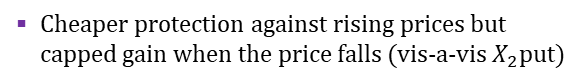 ▪ Cheaper protection against rising prices but
capped gain when the price falls (vis-a-vis X₂put)